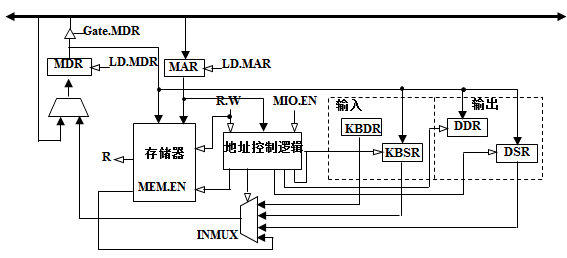 Gate.MDR
MDR
LD.MDR
MAR
LD.MAR
R.W
MIO.EN
输入
输出
KBDR
DDR
存储器
地址控制逻辑
KBSR
DSR
R
MEM.EN
INMUX